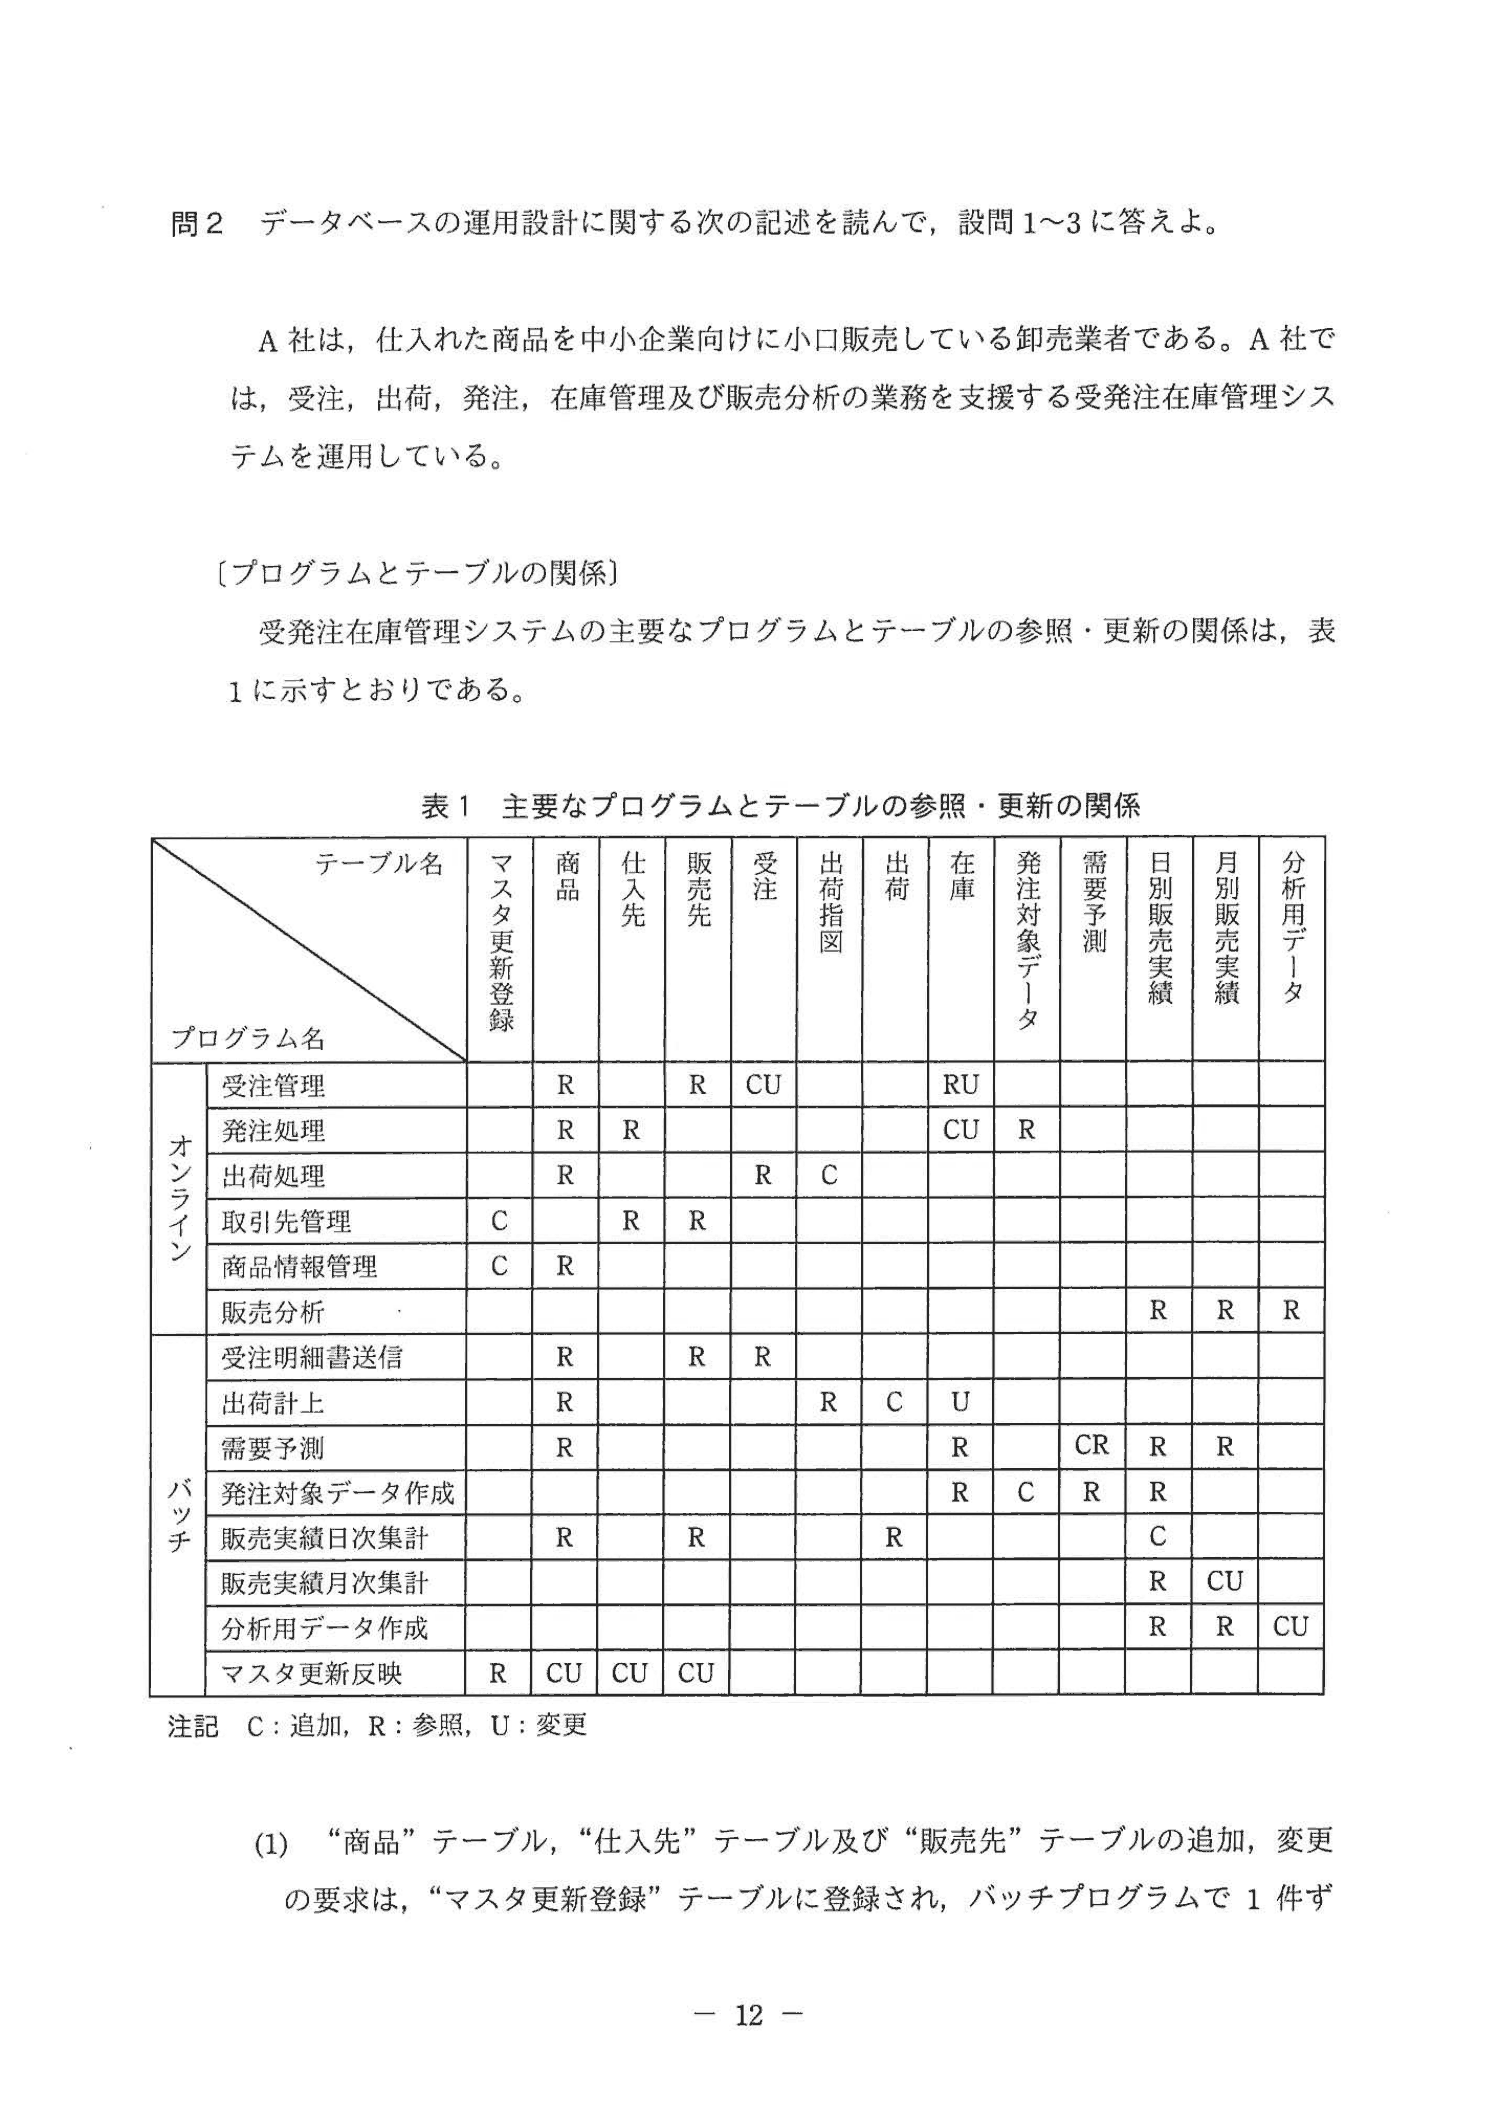 問2 データベースの運用設計に関する次の記述を読んで，設問1～3に答えよ。
A社は，仕入れた商品を中小企業向けに小口販売している卸売業者である。A社で
は，受注，出荷，発注，在庫管理及び販売分析の業務を支援する受発注在庫管理シス
テムを運用している。
〔プログラムとテーブルの関係〕
受発注在庫管理システムの主要なプログラムとテーブルの参照・更新の関係は，表
1に示すとおりである。
表1 主要なプログラムとテーブルの参照・更新の関係
テーブル名 マスタ更新登録 商品 仕入先 販売先 受注 出荷指図 出荷 在庫 発注対象データ 需要予測 日別販売実績 月別販売実績 分析用データ
プログラム名
オンライン
受注管理 R R CU RU
発注処理 R R CU R
出荷処理 R R C
取引先管理 C R R
商品情報管理 C R
販売分析 R R R
バッチ
受注明細書送信 R R R
出荷計上 R R C U
需要予測 R R CR R R
発注対象データ作成 R C R R
販売実績日次集計 R R R C
販売実績月次集計 R CU
分析用データ作成 R R CU
マスタ更新反映 R CU CU CU
注記 C：追加，R：参照，U：変更
(1) “商品”テーブル，“仕入先”テーブル及び“販売先”テーブルの追加，変更
の要求は，“マスタ更新登録”テーブルに登録され，バッチプログラムで1件ず
－ 12 －